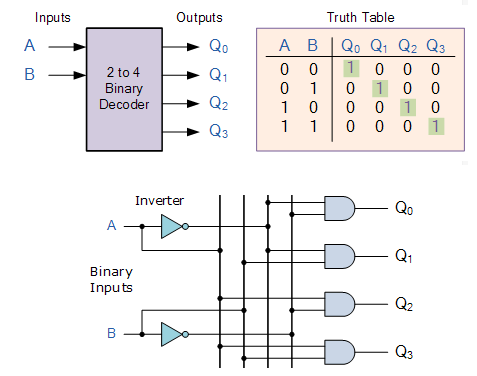 Inputs Outputs Truth Table
A Q0 A B Q0 Q1 Q2 Q3
B 2 to 4 Binary Decoder Q1 0 0 1 0 0 0
Q2 0 1 0 1 0 0
Q3 1 0 0 0 1 0
1 1 0 0 0 1
Inverter
A
Binary
Inputs
B
Q0
Q1
Q2
Q3